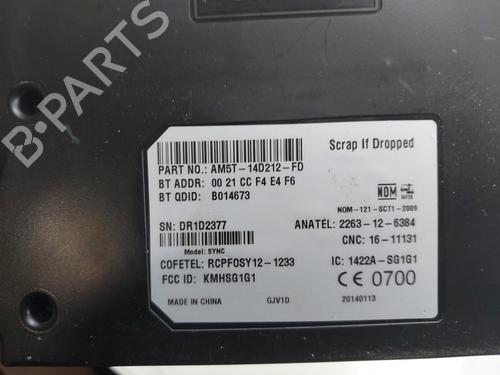 B-PARTS
Scrap If Dropped
PART NO.: AM5T-14D212-FD
BT ADDR: 00 21 CC F4 E4 F6
BT QDID: B014673
NOM
NOM-121-SCT1-2009
SN: DR1D2377
ANATEL: 2263-12-6384
Model: SYNC
CNC: 16-11131
COFETEL: RCPFOSY12-1233
IC: 1422A-SG1G1
FCC ID: KMHSG1G1
CE 0700
MADE IN CHINA GJV1D 20140113